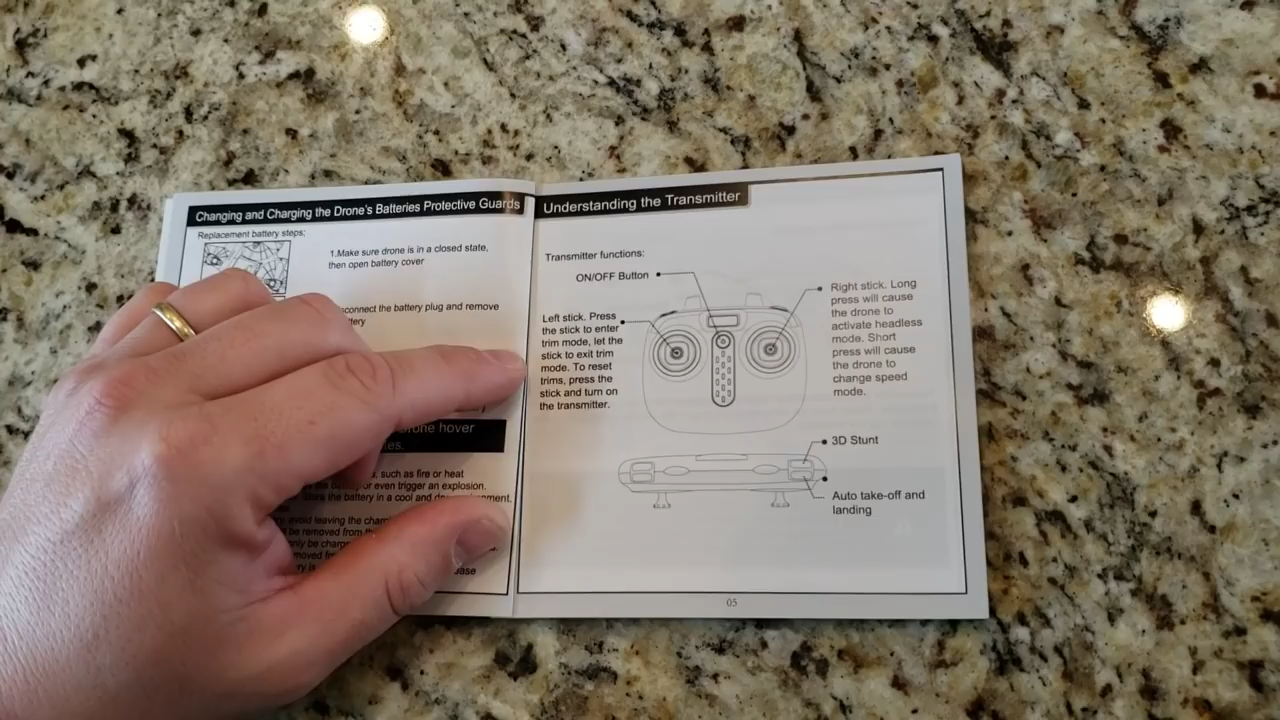 Changing and Charging the Drone's Batteries Protective Guards
Replacement battery steps;
1.Make sure drone is in a closed state,
then open battery cover
connect the battery plug and remove
hover
such as fire or heat
or even trigger an explosion.
store the battery in a cool and
avoid leaving the
be removed from
Understanding the Transmitter
Transmitter functions:
ON/OFF Button
Left stick. Press
the stick to enter
trim mode, let the
stick to exit trim
mode. To reset
trims, press the
stick and turn on
the transmitter.
Right stick. Long
press will cause
the drone to
activate headless
mode. Short
press will cause
the drone to
change speed
mode.
3D Stunt
Auto take-off and
landing
05